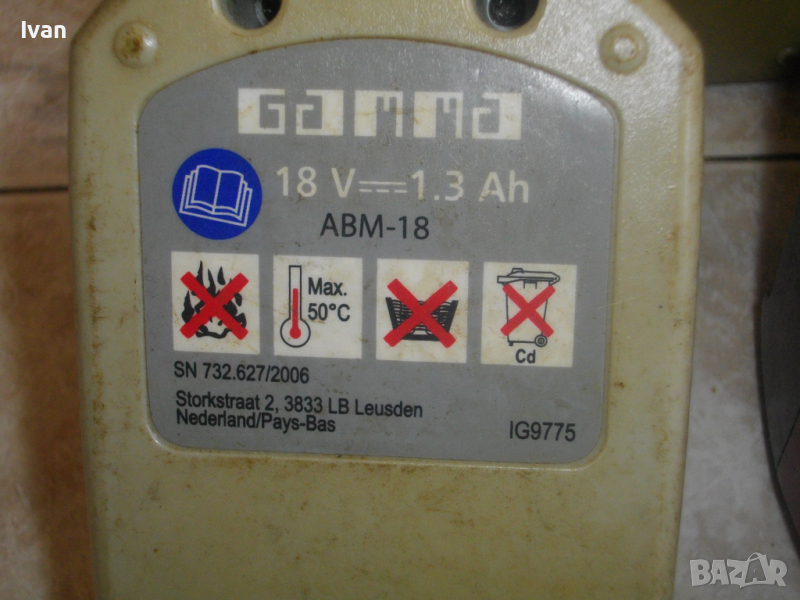 Ivan
GAMMA
18 V 1.3 Ah
ABM-18
Max.
50°C
Cd
SN 732.627/2006
Storkstraat 2, 3833 LB Leusden
Nederland/Pays-Bas
IG9775
BAZAR